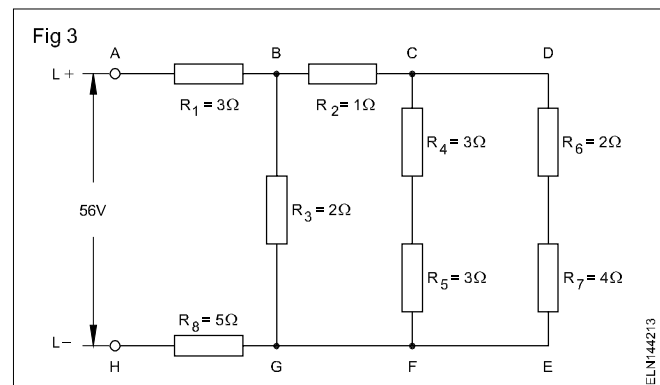 Fig 3
A
B
C
D
L+
R1 = 3Ω
R2 = 1Ω
R4 = 3Ω
R6 = 2Ω
56V
R3 = 2Ω
R5 = 3Ω
R7 = 4Ω
R8 = 5Ω
L–
H
G
F
E
ELN144213